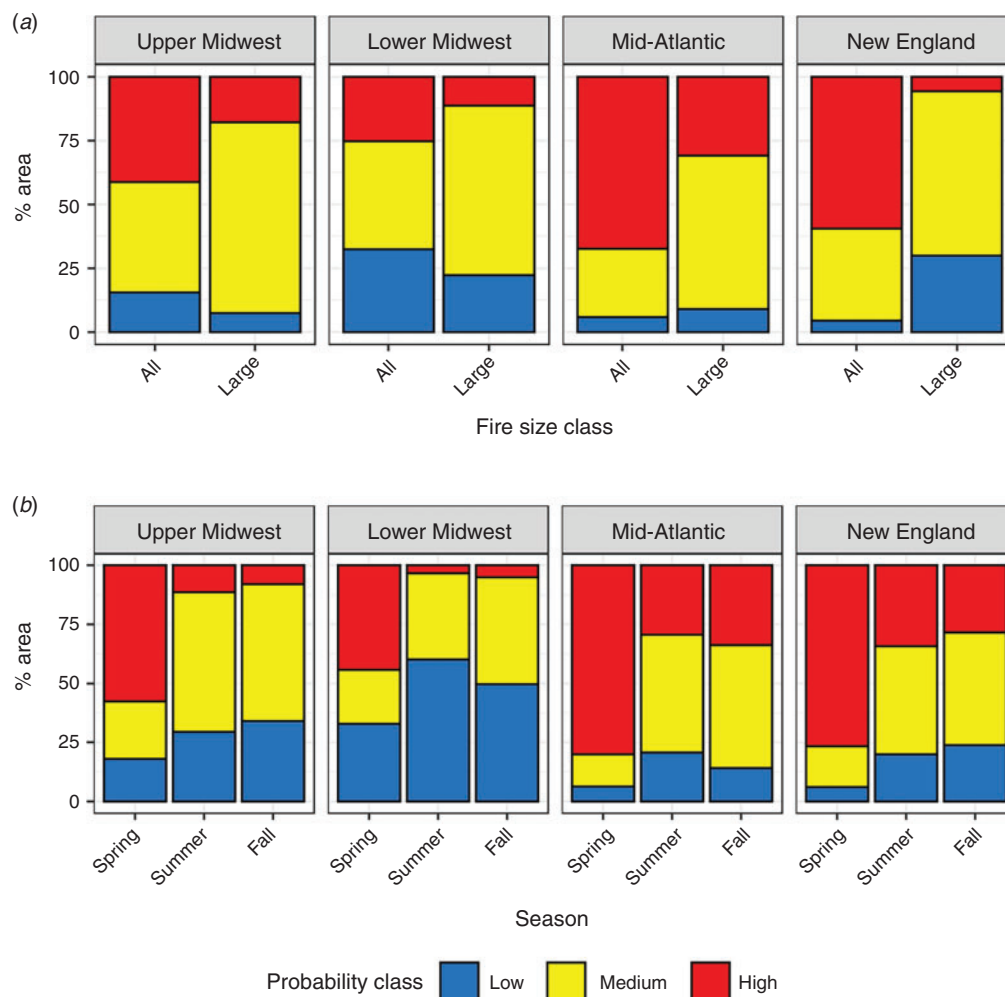 (a)
Upper Midwest Lower Midwest Mid-Atlantic New England
100
75
50
25
0
% area
All Large All Large All Large All Large
Fire size class
(b)
Upper Midwest Lower Midwest Mid-Atlantic New England
100
75
50
25
0
% area
Spring Summer Fall Spring Summer Fall Spring Summer Fall Spring Summer Fall
Season
Probability class Low Medium High